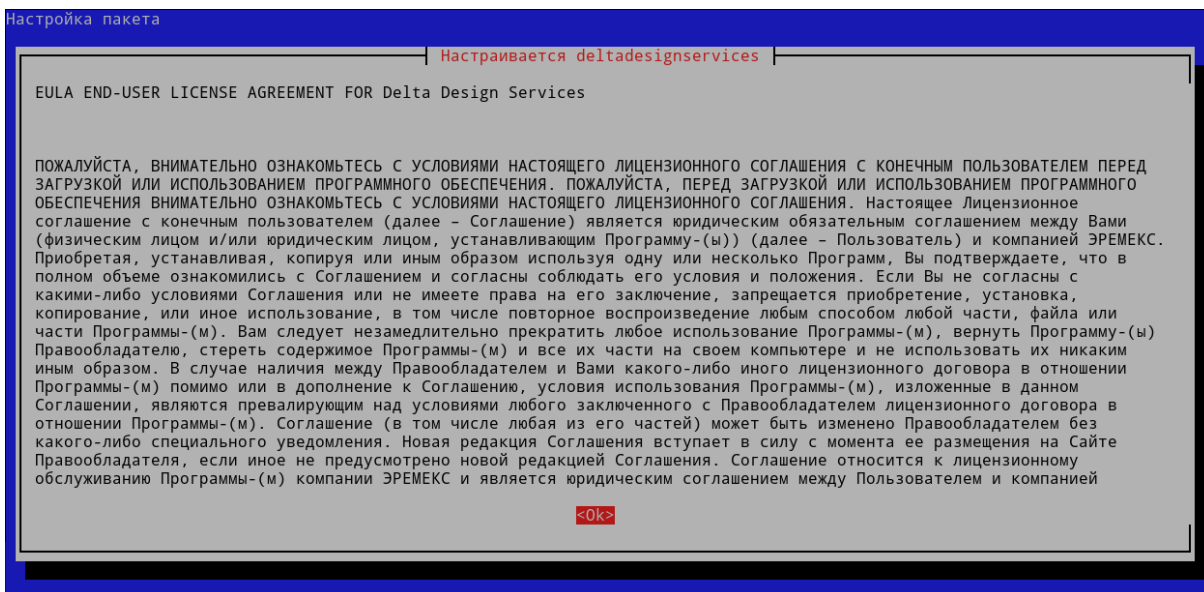 Настройка пакета
Настраивается deltadesignservices
EULA END-USER LICENSE AGREEMENT FOR Delta Design Services
ПОЖАЛУЙСТА, ВНИМАТЕЛЬНО ОЗНАКОМЬТЕСЬ С УСЛОВИЯМИ НАСТОЯЩЕГО ЛИЦЕНЗИОННОГО СОГЛАШЕНИЯ С КОНЕЧНЫМ ПОЛЬЗОВАТЕЛЕМ ПЕРЕД
ЗАГРУЗКОЙ ИЛИ ИСПОЛЬЗОВАНИЕМ ПРОГРАММНОГО ОБЕСПЕЧЕНИЯ. ПОЖАЛУЙСТА, ПЕРЕД ЗАГРУЗКОЙ ИЛИ ИСПОЛЬЗОВАНИЕМ ПРОГРАММНОГО
ОБЕСПЕЧЕНИЯ ВНИМАТЕЛЬНО ОЗНАКОМЬТЕСЬ С УСЛОВИЯМИ НАСТОЯЩЕГО ЛИЦЕНЗИОННОГО СОГЛАШЕНИЯ. Настоящее Лицензионное
соглашение с конечным пользователем (далее – Соглашение) является юридическим обязательным соглашением между Вами
(физическим лицом и/или юридическим лицом, устанавливающим Программу-(ы)) (далее – Пользователь) и компанией ЭРЕМЕКС.
Приобретая, устанавливая, копируя или иным образом используя одну или несколько Программ, Вы подтверждаете, что в
полном объеме ознакомились с Соглашением и согласны соблюдать его условия и положения. Если Вы не согласны с
какими-либо условиями Соглашения или не имеете права на его заключение, запрещается приобретение, установка,
копирование, или иное использование, в том числе повторное воспроизведение любым способом любой части, файла или
части Программы-(м). Вам следует незамедлительно прекратить любое использование Программы-(м), вернуть Программу-(ы)
Правообладателю, стереть содержимое Программы-(м) и все их части на своем компьютере и не использовать их никаким
иным образом. В случае наличия между Правообладателем и Вами какого-либо иного лицензионного договора в отношении
Программы-(м) помимо или в дополнение к Соглашению, условия использования Программы-(м), изложенные в данном
Соглашении, являются превалирующим над условиями любого заключенного с Правообладателем лицензионного договора в
отношении Программы-(м). Соглашение (в том числе любая из его частей) может быть изменено Правообладателем без
какого-либо специального уведомления. Новая редакция Соглашения вступает в силу с момента ее размещения на Сайте
Правообладателя, если иное не предусмотрено новой редакцией Соглашения. Соглашение относится к лицензионному
обслуживанию Программы-(м) компании ЭРЕМЕКС и является юридическим соглашением между Пользователем и компанией
<Ok>